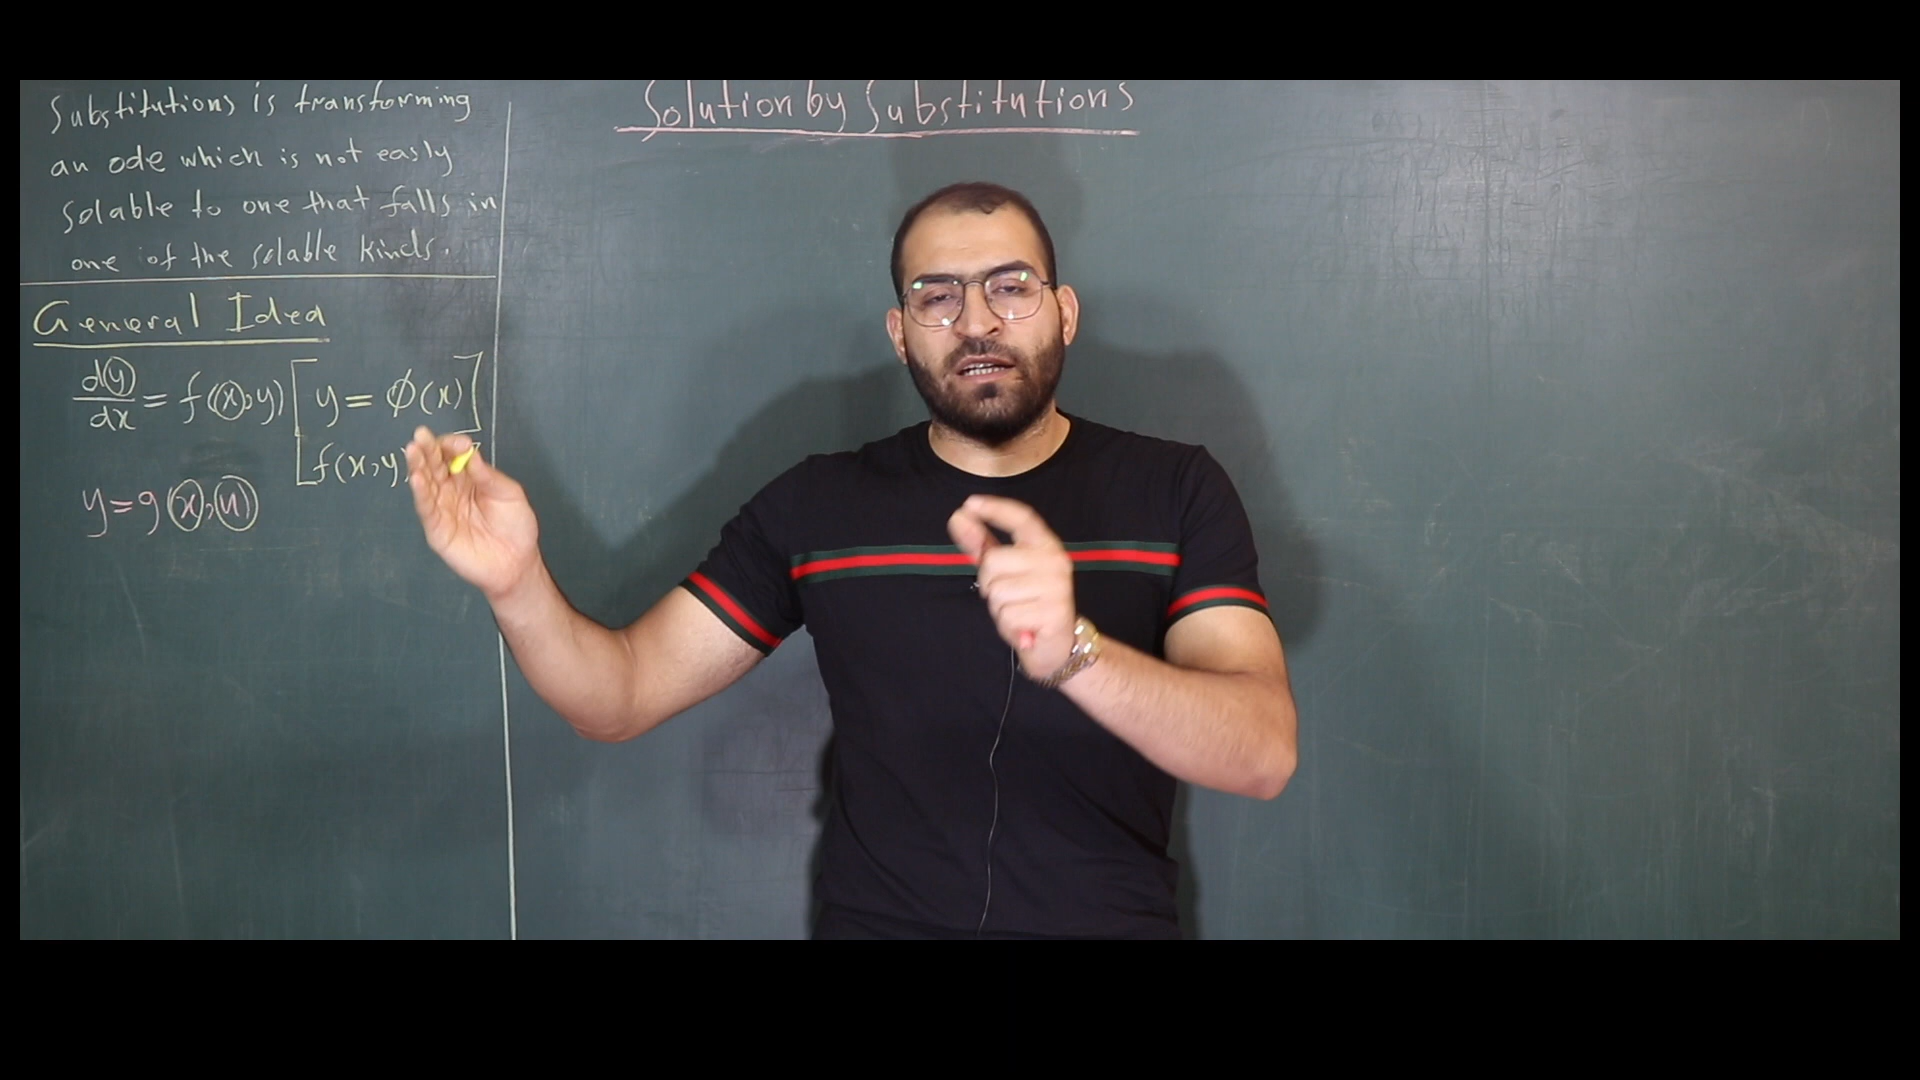 Solution by Substitutions
Substitutions is transforming
an ode which is not easly
Solable to one that falls in
one of the solable kinds.
General Idea
dy/dx = f(x,y) [y = Ø(x)]
[f(x,y)
y = g(x,u)